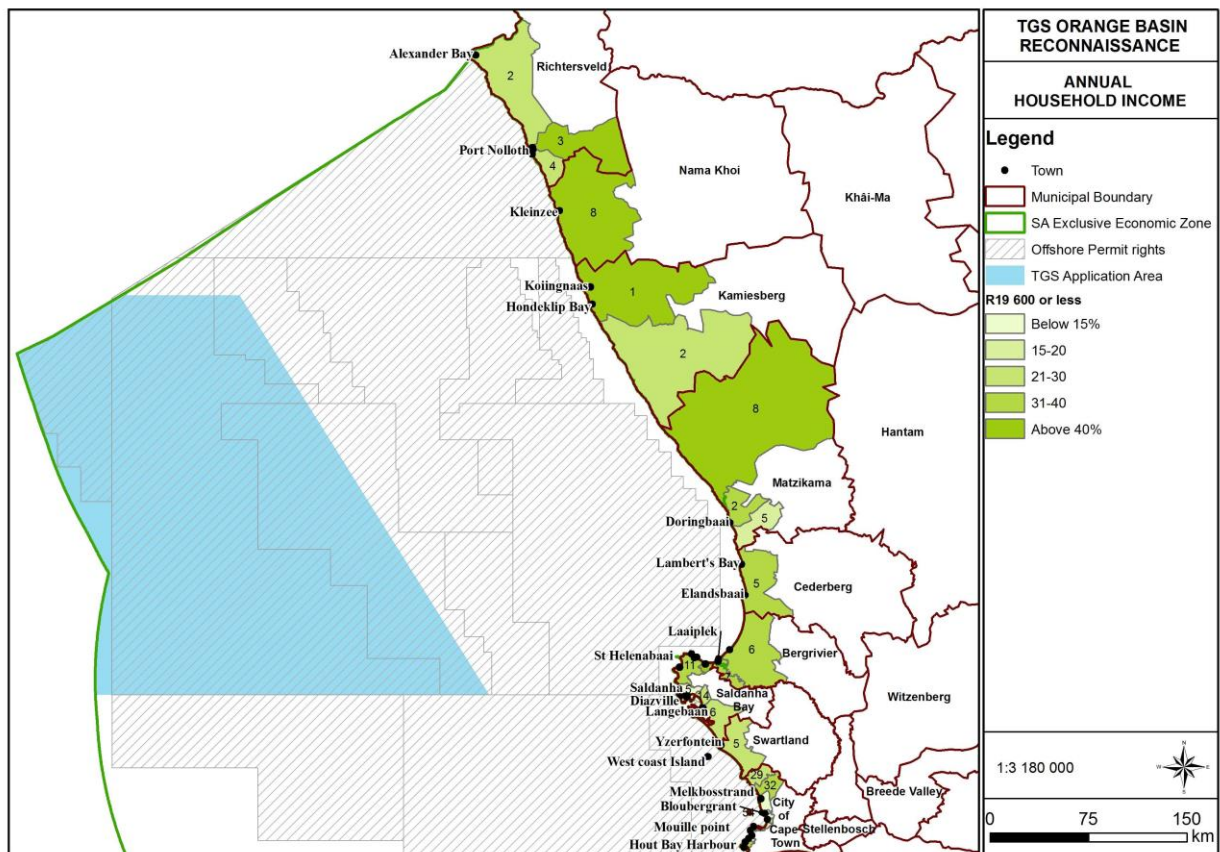 Alexander Bay
Richtersveld
2
3
Port Nolloth
4
Nama Khoi
Khâi-Ma
Kleinzee
8
Koiingnaas
1
Kamiesberg
Hondeklip Bay
2
8
Hantam
Matzikama
2
5
Doringbaai
Lambert's Bay
5
Cederberg
Elandsbaai
Laaiplek
6
Bergrivier
St Helenabaai
11
Witzenberg
Saldanha
5
14
Saldanha
Bay
Diazville
Langebaan
6
Swartland
Yzerfontein
5
West coast Island
29
32
Breede Valley
Melkbosstrand
Bloubergrant
City
of
Cape
Town
Mouille point
Stellenbosch
Hout Bay Harbour
TGS ORANGE BASIN
RECONNAISSANCE
ANNUAL
HOUSEHOLD INCOME
Legend
Town
Municipal Boundary
SA Exclusive Economic Zone
Offshore Permit rights
TGS Application Area
R19 600 or less
Below 15%
15-20
21-30
31-40
Above 40%
1:3 180 000
N
W
E
S
0 75 150
km